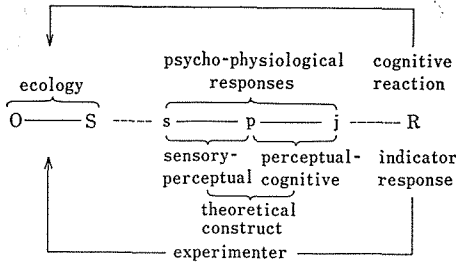 psycho-physiological cognitive
ecology responses reaction
O S s p j R
sensory- perceptual- indicator
perceptual cognitive response
theoretical
construct
experimenter